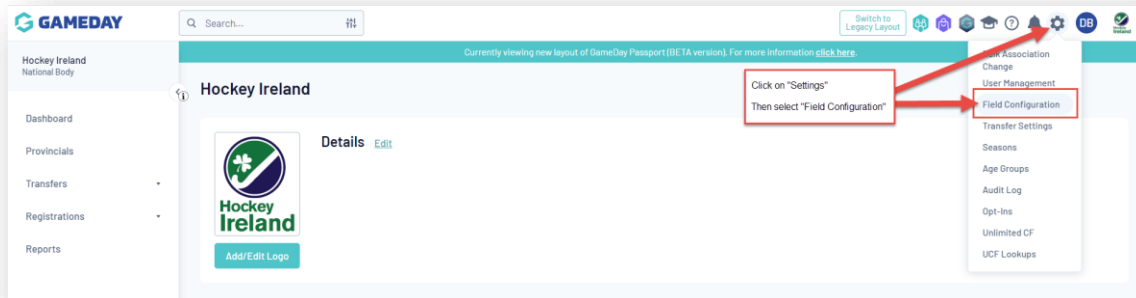 GAMEDAY
Search...
Switch to
Legacy Layout
DB
Hockey
Ireland
Hockey Ireland
National Body
Currently viewing new layout of GameDay Passport (BETA version). For more information click here.
Hockey Ireland
Dashboard
Provincials
Transfers
Registrations
Reports
Hockey
Ireland
Add/Edit Logo
Details Edit
Click on "Settings"
Then select "Field Configuration"
Association
Change
User Management
Field Configuration
Transfer Settings
Seasons
Age Groups
Audit Log
Opt-Ins
Unlimited CF
UCF Lookups